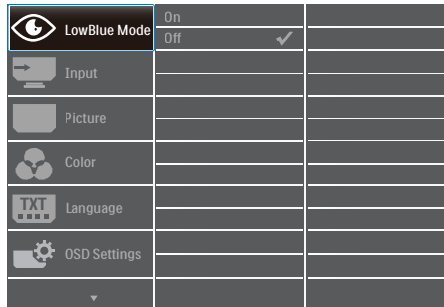 LowBlue Mode
On
Off
Input
Picture
Color
TXT
Language
OSD Settings